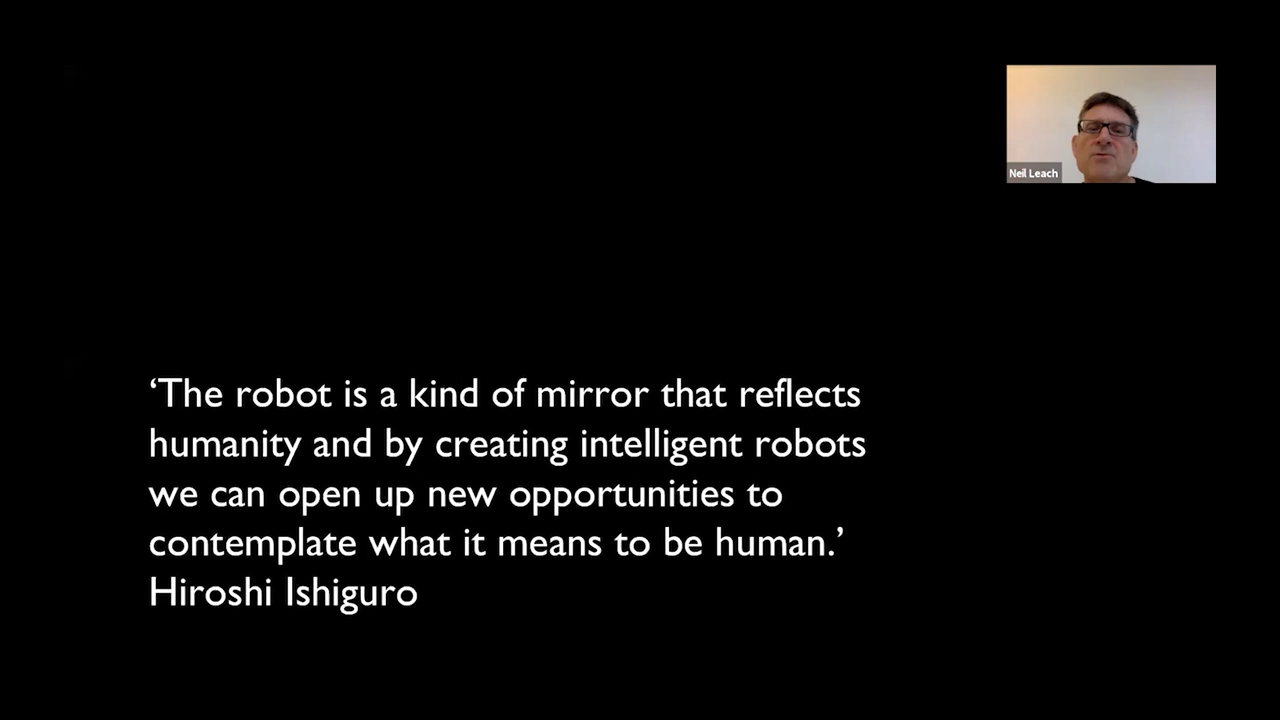 Neil Leach
‘The robot is a kind of mirror that reflects
humanity and by creating intelligent robots
we can open up new opportunities to
contemplate what it means to be human.’
Hiroshi Ishiguro